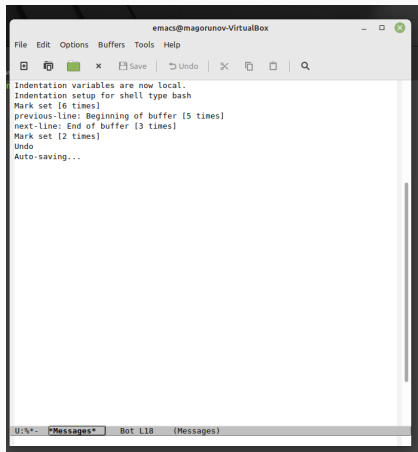 emacs@magorunov-VirtualBox
File Edit Options Buffers Tools Help
Save Undo
Indentation variables are now local.
Indentation setup for shell type bash
Mark set [6 times]
previous-line: Beginning of buffer [5 times]
next-line: End of buffer [3 times]
Mark set [2 times]
Undo
Auto-saving...
U:%*- *Messages* Bot L18 (Messages)